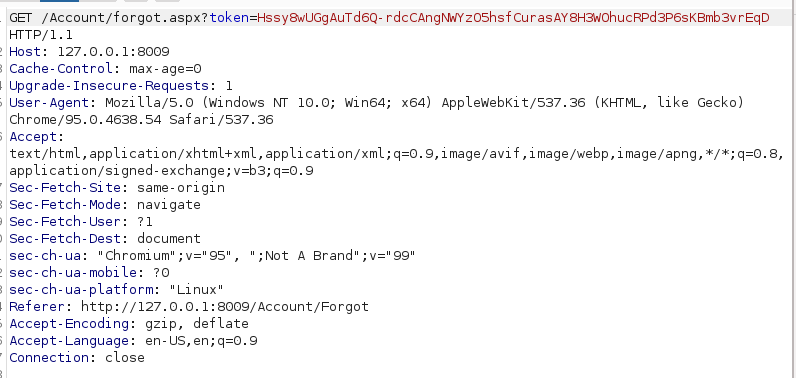 GET /Account/forgot.aspx?token=Hssy8wUGgAuTd6Q-rdcCAngNWYzO5hsfCurasAY8H3WOhucRPd3P6sKBmb3vrEqD
HTTP/1.1
Host: 127.0.0.1:8009
Cache-Control: max-age=0
Upgrade-Insecure-Requests: 1
User-Agent: Mozilla/5.0 (Windows NT 10.0; Win64; x64) AppleWebKit/537.36 (KHTML, like Gecko)
Chrome/95.0.4638.54 Safari/537.36
Accept:
text/html,application/xhtml+xml,application/xml;q=0.9,image/avif,image/webp,image/apng,*/*;q=0.8,
application/signed-exchange;v=b3;q=0.9
Sec-Fetch-Site: same-origin
Sec-Fetch-Mode: navigate
Sec-Fetch-User: ?1
Sec-Fetch-Dest: document
sec-ch-ua: "Chromium";v="95", ";Not A Brand";v="99"
sec-ch-ua-mobile: ?0
sec-ch-ua-platform: "Linux"
Referer: http://127.0.0.1:8009/Account/Forgot
Accept-Encoding: gzip, deflate
Accept-Language: en-US,en;q=0.9
Connection: close